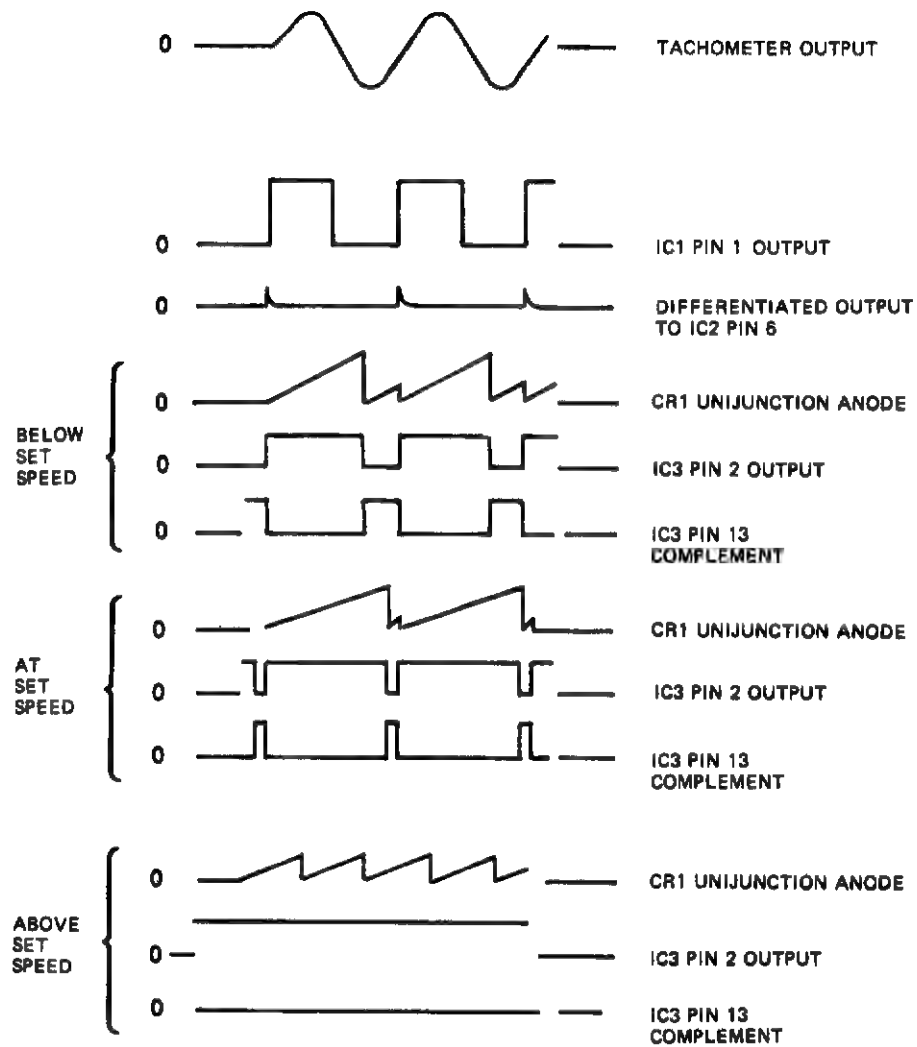 0 TACHOMETER OUTPUT
0 IC1 PIN 1 OUTPUT
0 DIFFERENTIATED OUTPUT
TO IC2 PIN 6
BELOW
SET
SPEED
0 CR1 UNIJUNCTION ANODE
0 IC3 PIN 2 OUTPUT
0 IC3 PIN 13
COMPLEMENT
AT
SET
SPEED
0 CR1 UNIJUNCTION ANODE
0 IC3 PIN 2 OUTPUT
0 IC3 PIN 13
COMPLEMENT
ABOVE
SET
SPEED
0 CR1 UNIJUNCTION ANODE
0 IC3 PIN 2 OUTPUT
0 IC3 PIN 13
COMPLEMENT